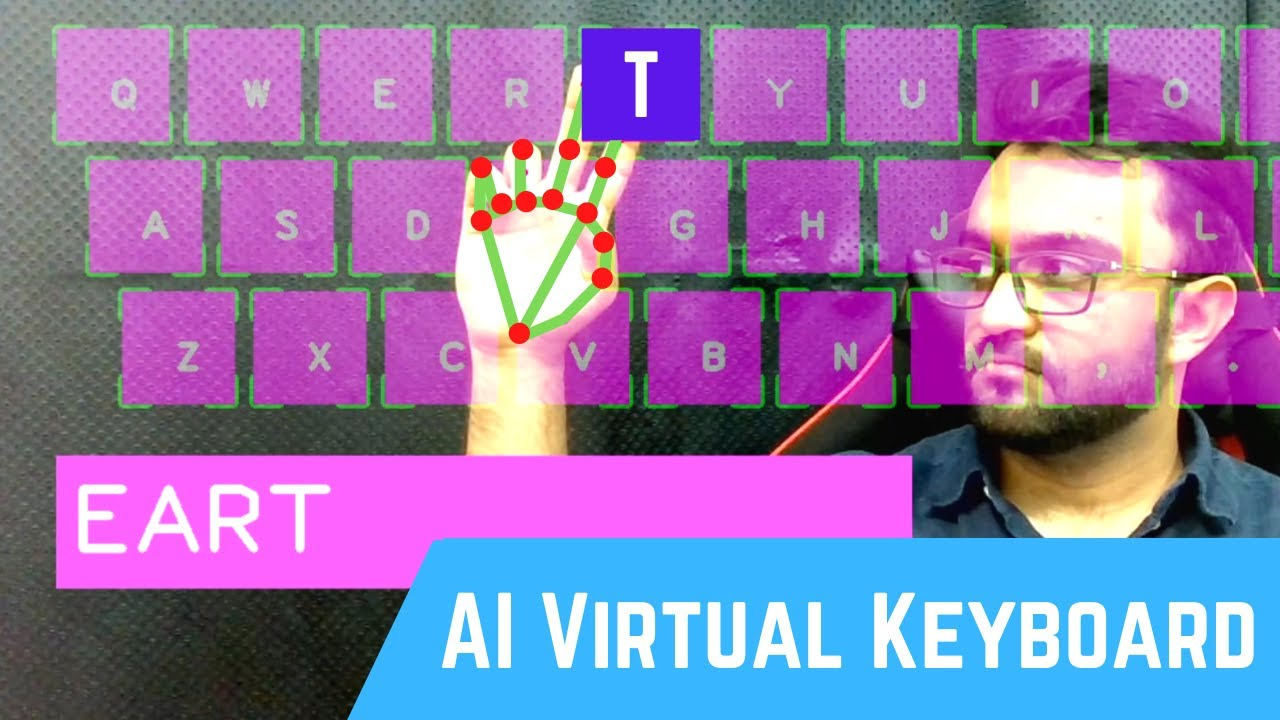 Q W E R T Y U I O
A S D G H J K L
Z X C V B N M , .
EART
AI VIRTUAL KEYBOARD